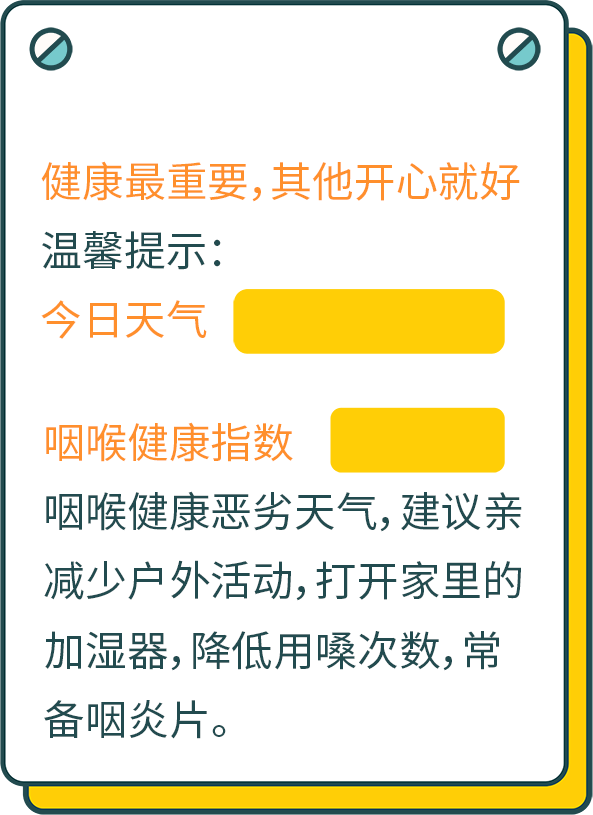 健康最重要，其他开心就好
温馨提示：
今日天气
咽喉健康指数
咽喉健康恶劣天气，建议亲
减少户外活动，打开家里的
加湿器，降低用嗓次数，常
备咽炎片。